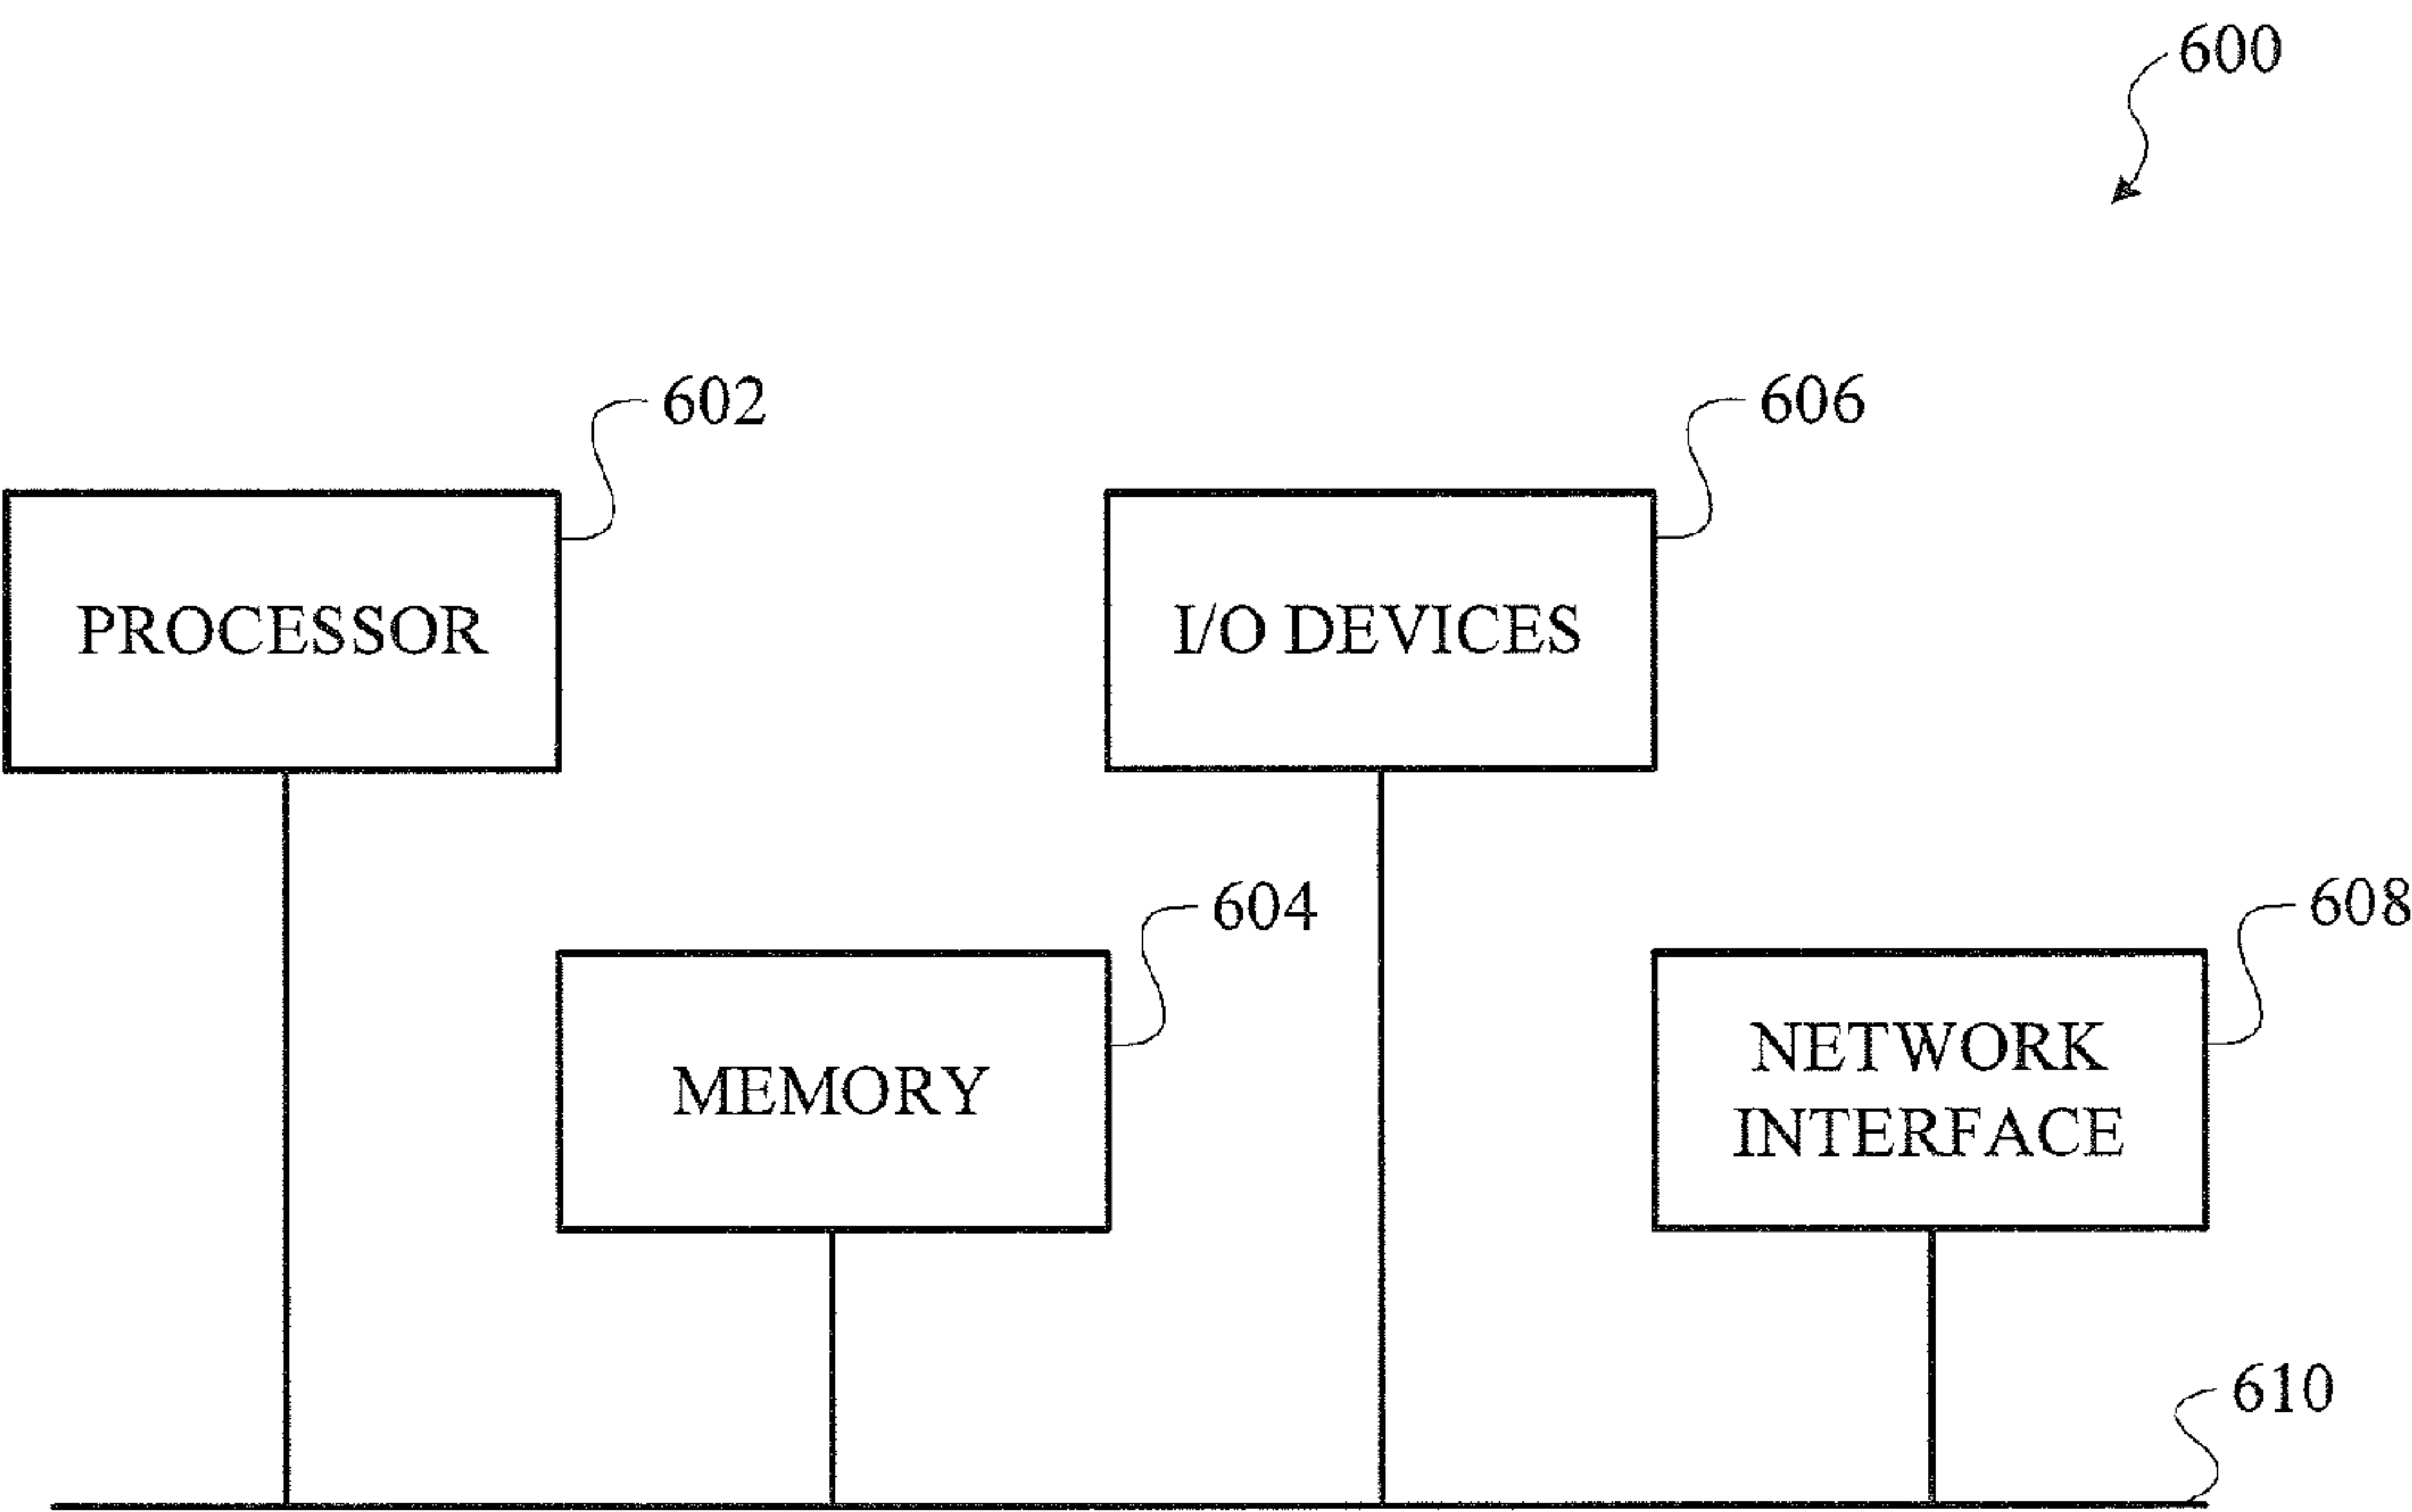 600
602
606
PROCESSOR
I/O DEVICES
604
608
MEMORY
NETWORK
INTERFACE
610